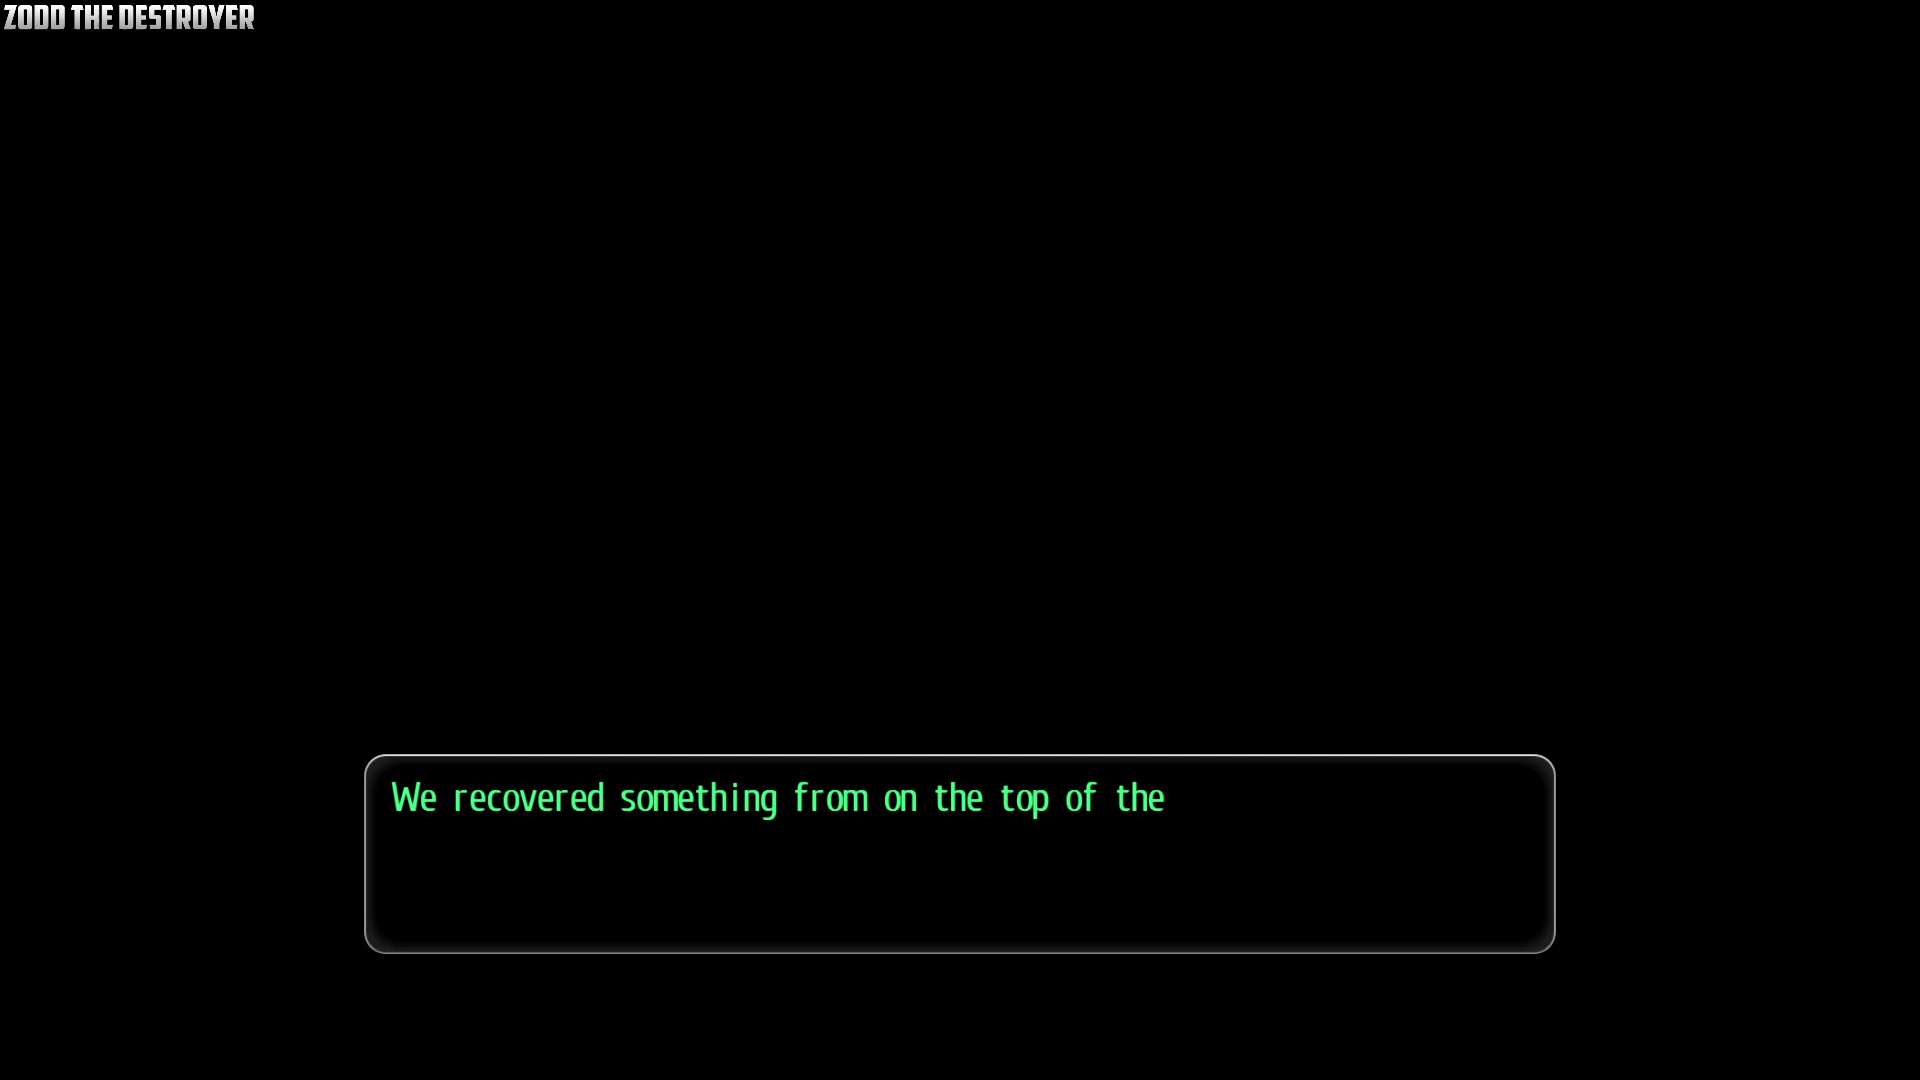 ZODD THE DESTROYER
We recovered something from on the top of the